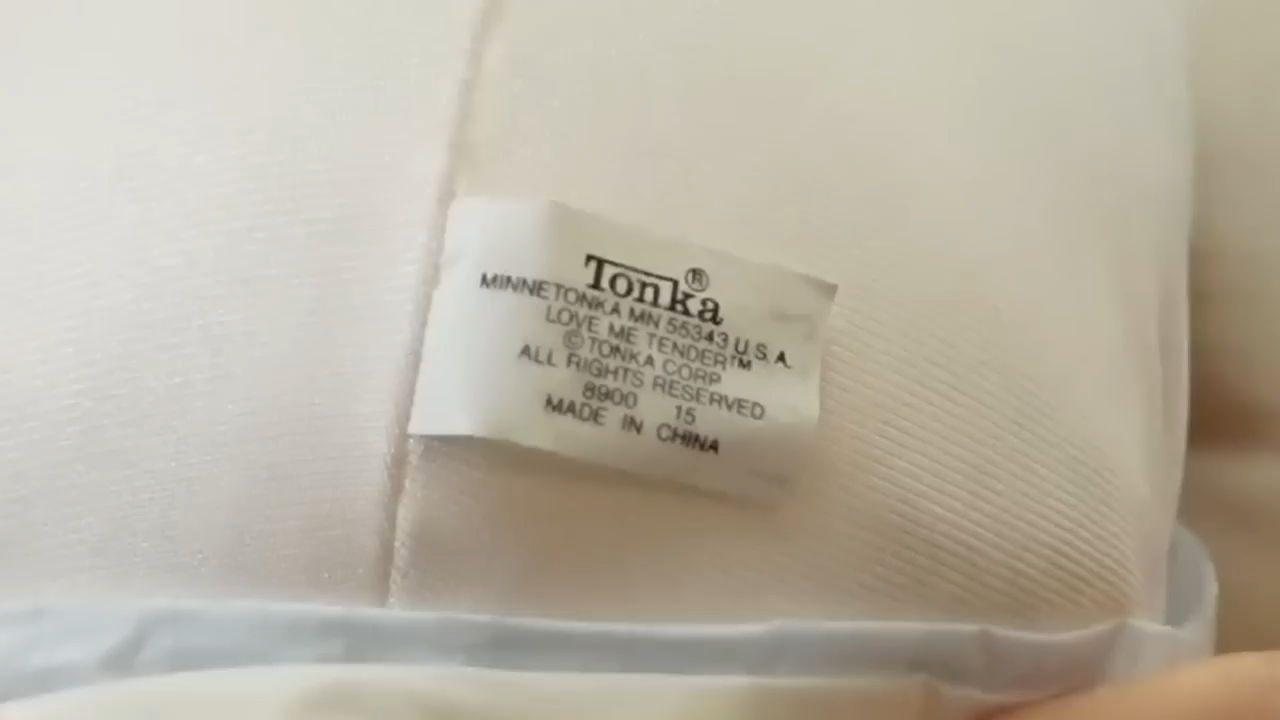 Tonka®
MINNETONKA MN 55343 U.S.A.
LOVE ME TENDER™
©TONKA CORP
ALL RIGHTS RESERVED
8900 15
MADE IN CHINA